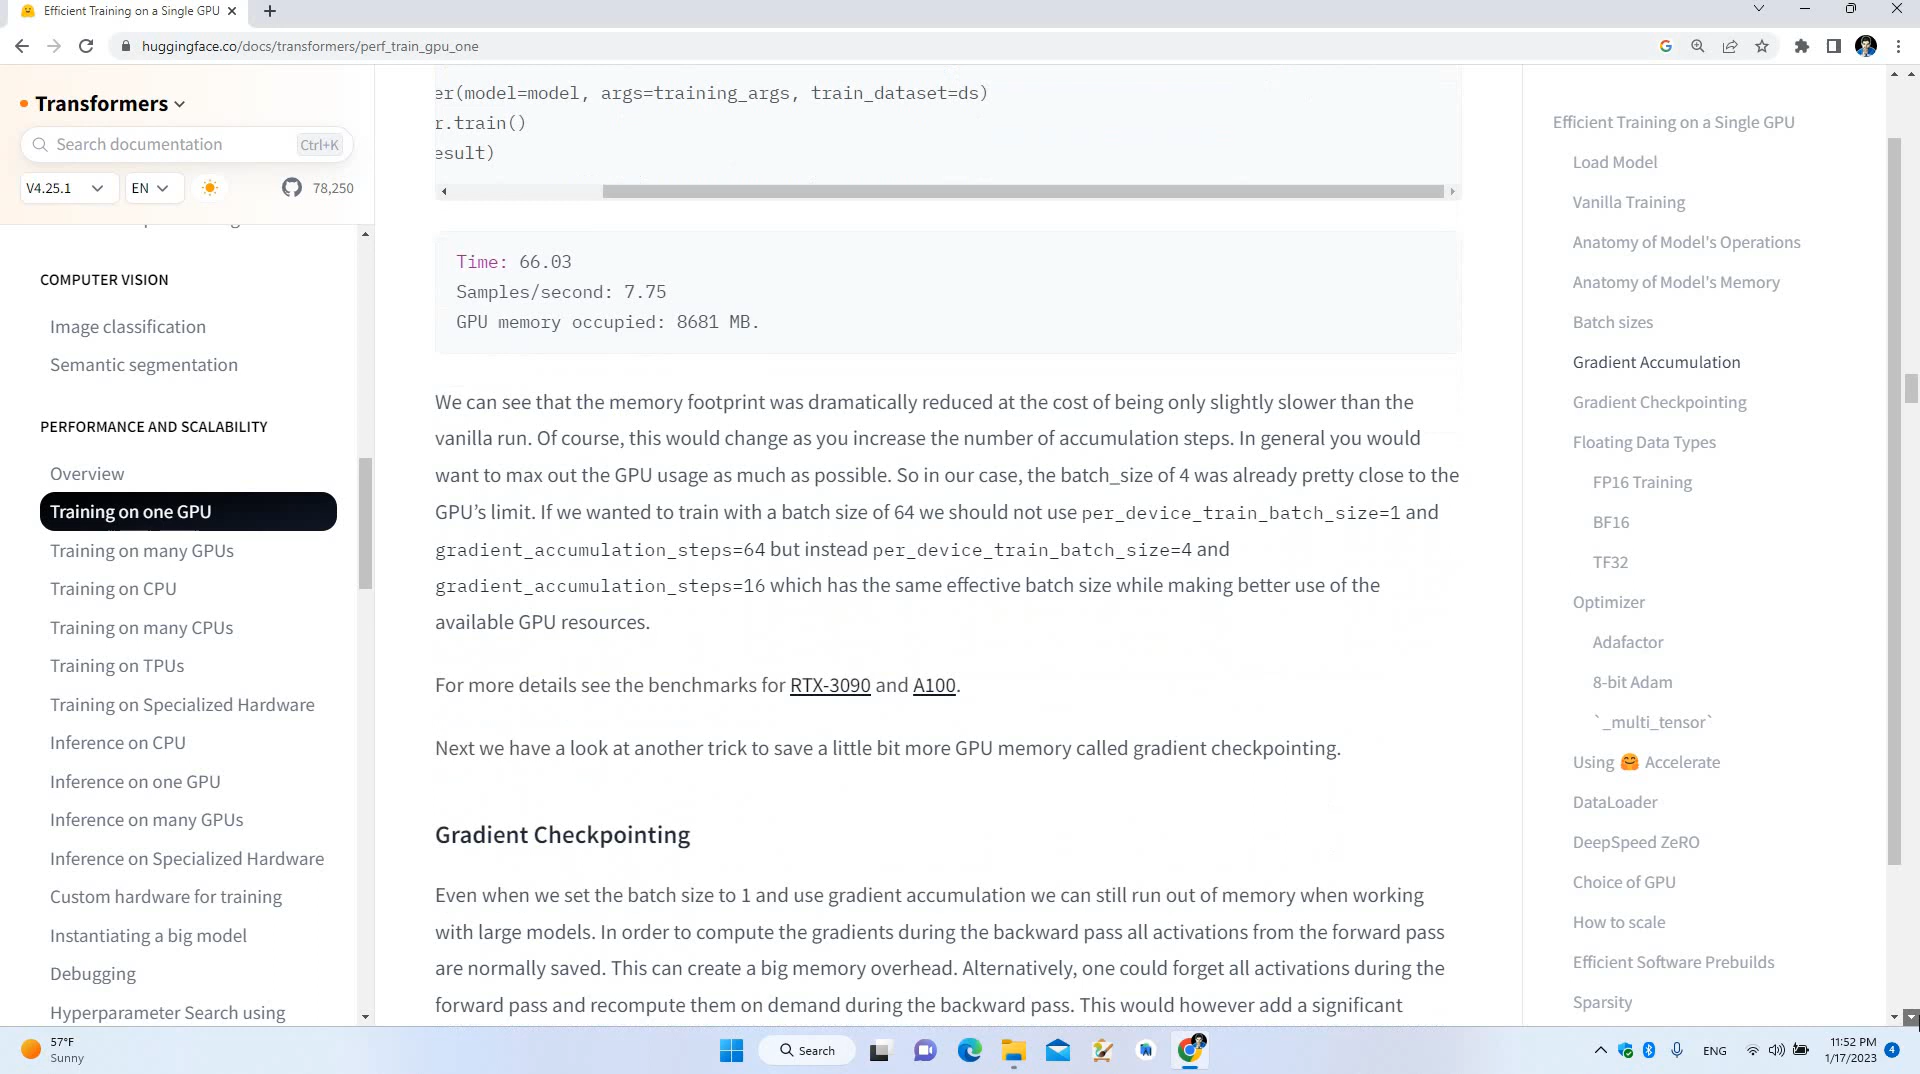 Efficient Training on a Single GPU
huggingface.co/docs/transformers/perf_train_gpu_one
Transformers
Search documentation Ctrl+K
V4.25.1 EN 78,250
COMPUTER VISION
Image classification
Semantic segmentation
PERFORMANCE AND SCALABILITY
Overview
Training on one GPU
Training on many GPUs
Training on CPU
Training on many CPUs
Training on TPUs
Training on Specialized Hardware
Inference on CPU
Inference on one GPU
Inference on many GPUs
Inference on Specialized Hardware
Custom hardware for training
Instantiating a big model
Debugging
Hyperparameter Search using
er(model=model, args=training_args, train_dataset=ds)
r.train()
esult)
Time: 66.03
Samples/second: 7.75
GPU memory occupied: 8681 MB.
We can see that the memory footprint was dramatically reduced at the cost of being only slightly slower than the
vanilla run. Of course, this would change as you increase the number of accumulation steps. In general you would
want to max out the GPU usage as much as possible. So in our case, the batch_size of 4 was already pretty close to the
GPU’s limit. If we wanted to train with a batch size of 64 we should not use per_device_train_batch_size=1 and
gradient_accumulation_steps=64 but instead per_device_train_batch_size=4 and
gradient_accumulation_steps=16 which has the same effective batch size while making better use of the
available GPU resources.
For more details see the benchmarks for RTX-3090 and A100.
Next we have a look at another trick to save a little bit more GPU memory called gradient checkpointing.
Gradient Checkpointing
Even when we set the batch size to 1 and use gradient accumulation we can still run out of memory when working
with large models. In order to compute the gradients during the backward pass all activations from the forward pass
are normally saved. This can create a big memory overhead. Alternatively, one could forget all activations during the
forward pass and recompute them on demand during the backward pass. This would however add a significant
Efficient Training on a Single GPU
Load Model
Vanilla Training
Anatomy of Model's Operations
Anatomy of Model's Memory
Batch sizes
Gradient Accumulation
Gradient Checkpointing
Floating Data Types
FP16 Training
BF16
TF32
Optimizer
Adafactor
8-bit Adam
`_multi_tensor`
Using 🤗 Accelerate
DataLoader
DeepSpeed ZeRO
Choice of GPU
How to scale
Efficient Software Prebuilds
Sparsity
57°F
Sunny
Search
ENG
11:52 PM
1/17/2023
4